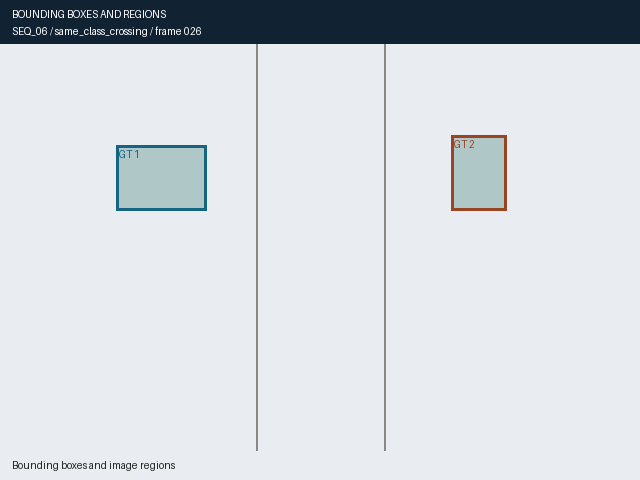 BOUNDING BOXES AND REGIONS
SEQ_06 / same_class_crossing / frame 026
GT1
GT2
Bounding boxes and image regions